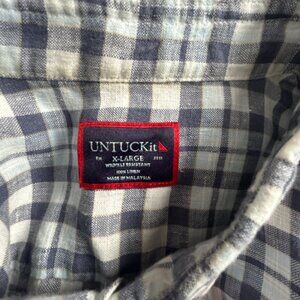 UNTUCKit
X-LARGE
WRINKLE RESISTANT
100% LINEN
MADE IN MALAYSIA